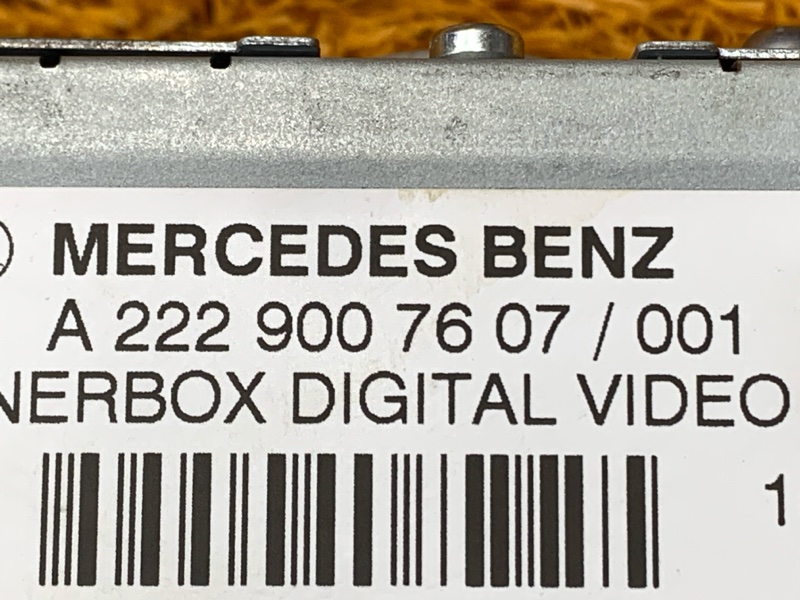 MERCEDES BENZ
A 222 900 76 07 / 001
NERBOX DIGITAL VIDEO
1